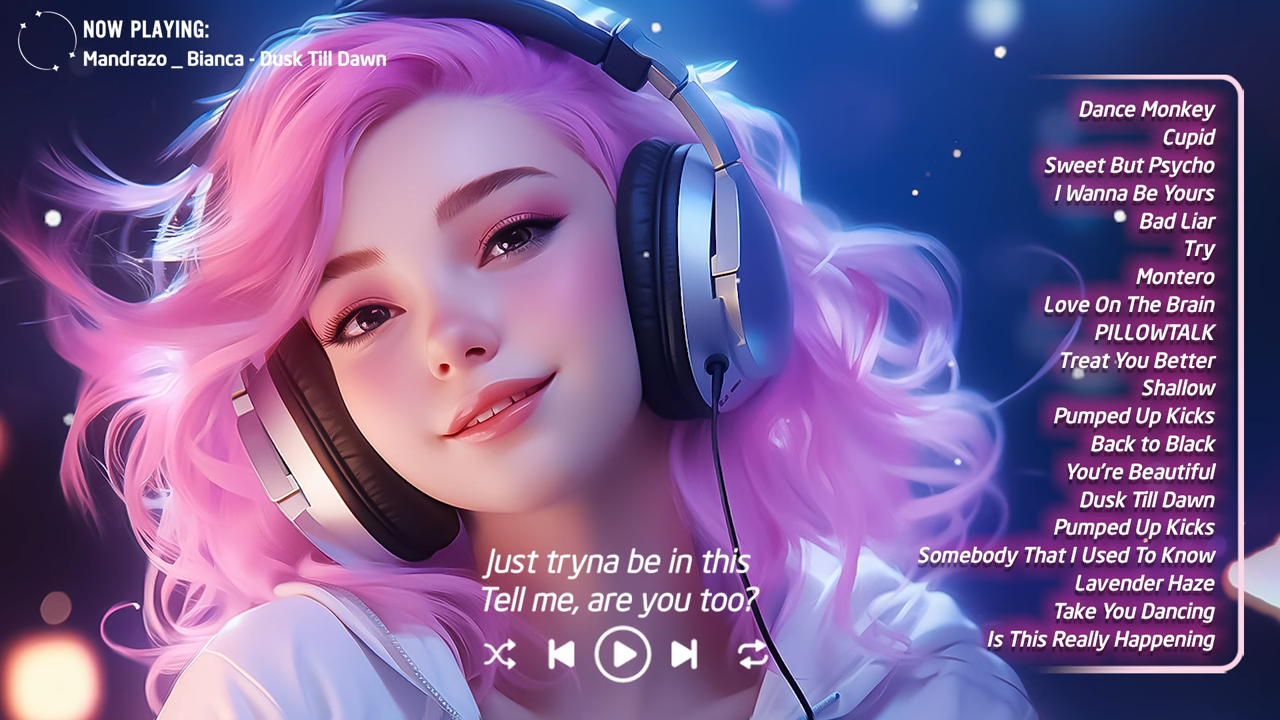 NOW PLAYING:
Mandrazo _ Bianca - Dusk Till Dawn
Dance Monkey
Cupid
Sweet But Psycho
I Wanna Be Yours
Bad Liar
Try
Montero
Love On The Brain
PILLOWTALK
Treat You Better
Shallow
Pumped Up Kicks
Back to Black
You're Beautiful
Dusk Till Dawn
Pumped Up Kicks
Somebody That I Used To Know
Lavender Haze
Take You Dancing
Is This Really Happening
Just tryna be in this
Tell me, are you too?